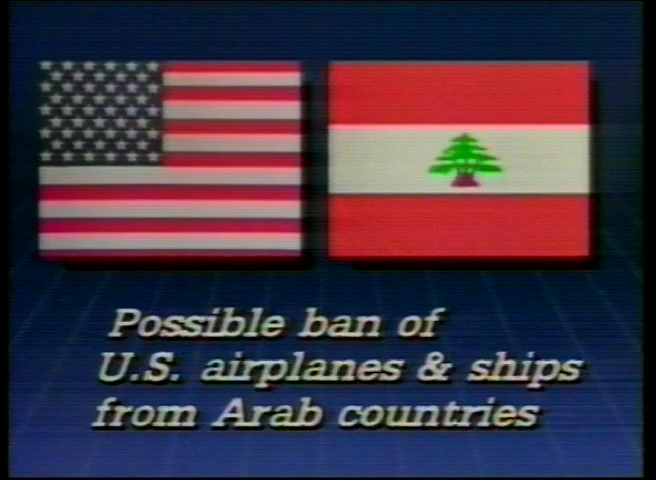 Possible ban of
U.S. airplanes & ships
from Arab countries